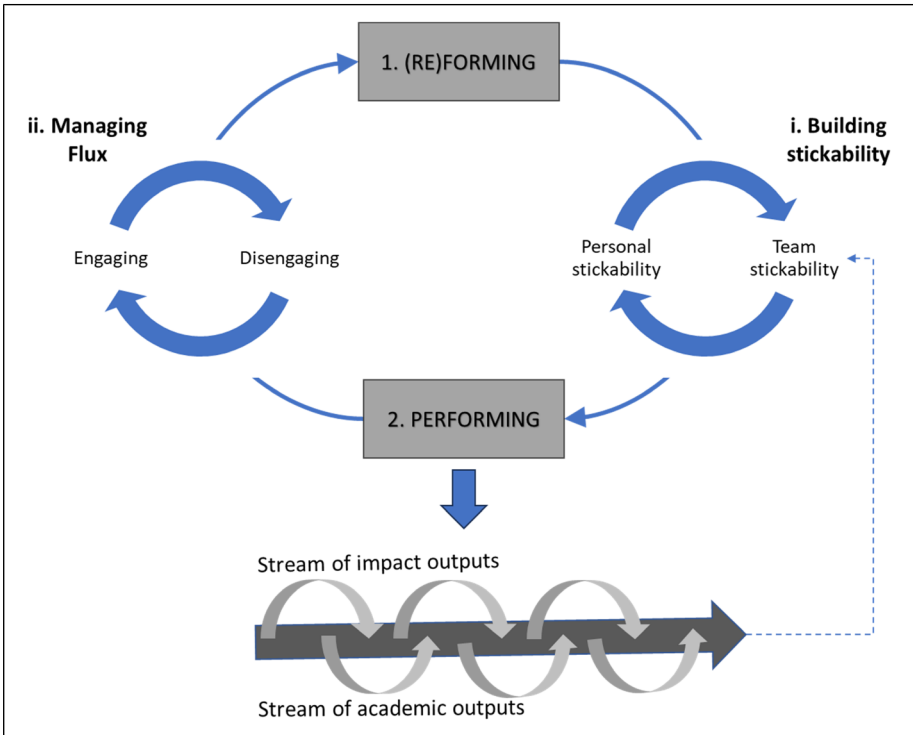 1. (RE)FORMING
ii. Managing
Flux
i. Building
stickability
Engaging
Disengaging
Personal
stickability
Team
stickability
2. PERFORMING
Stream of impact outputs
Stream of academic outputs